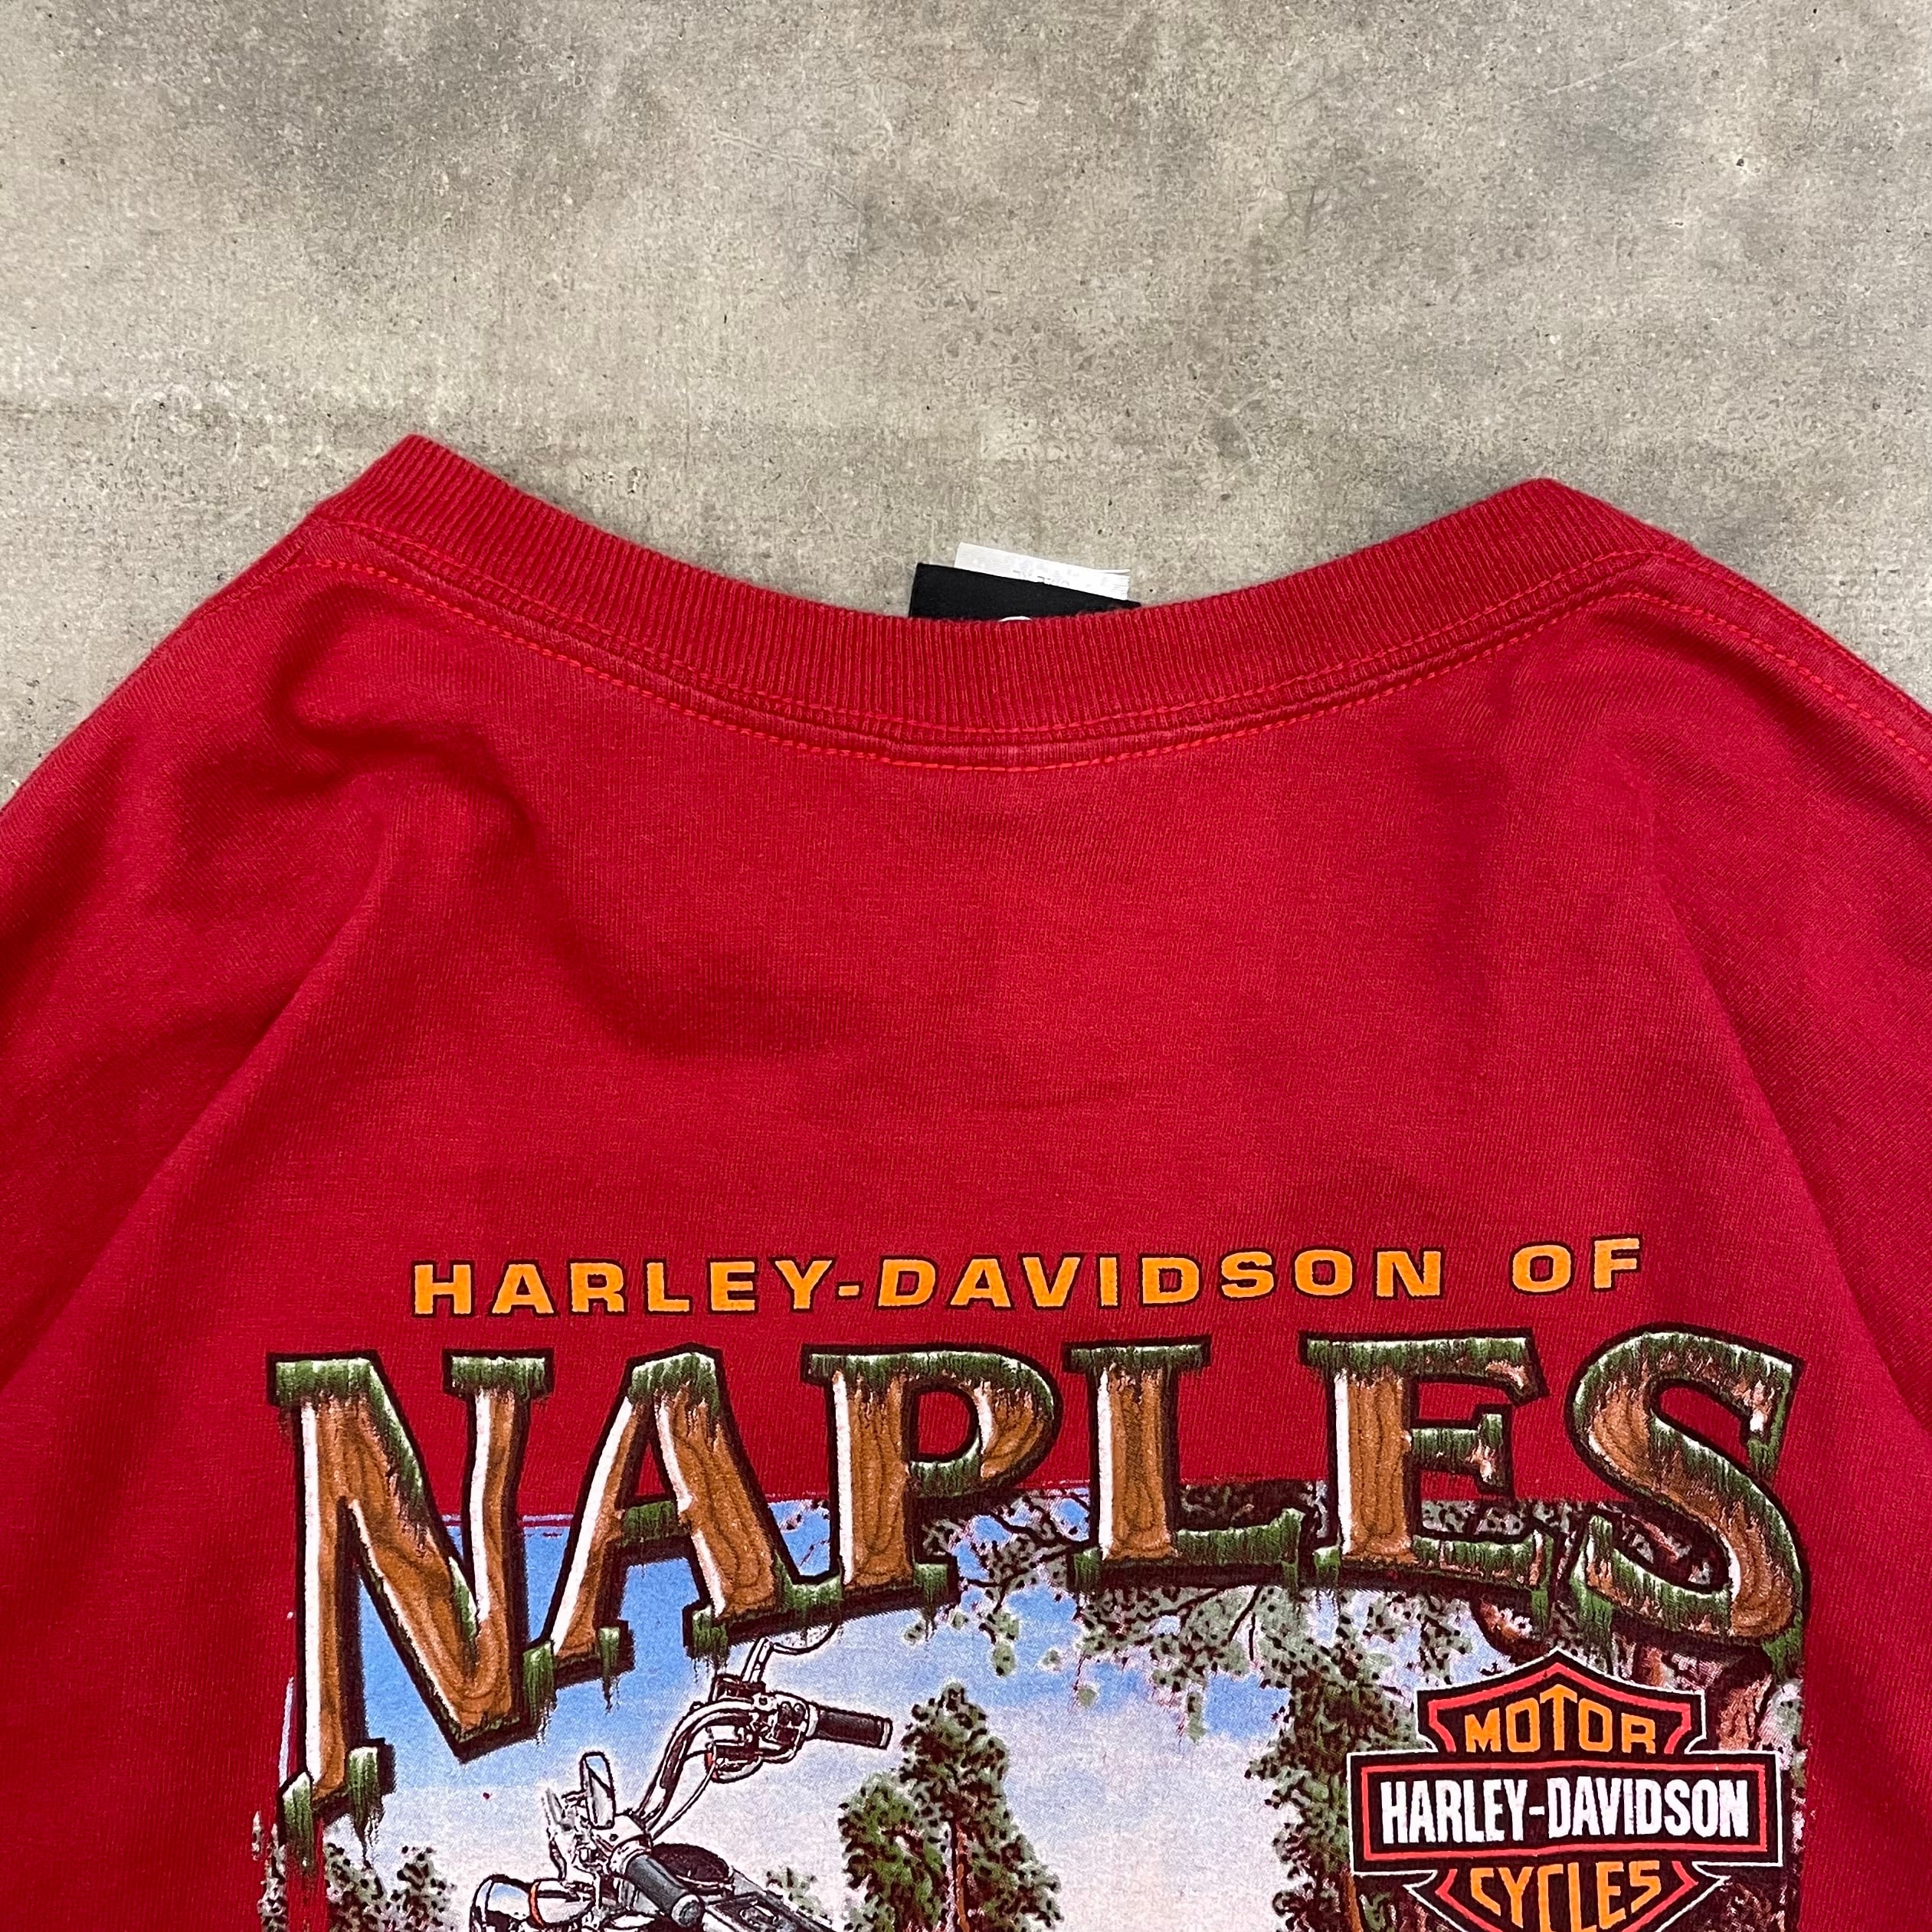 HARLEY-DAVIDSON OF
NAPLES
MOTOR
HARLEY-DAVIDSON
CYCLES